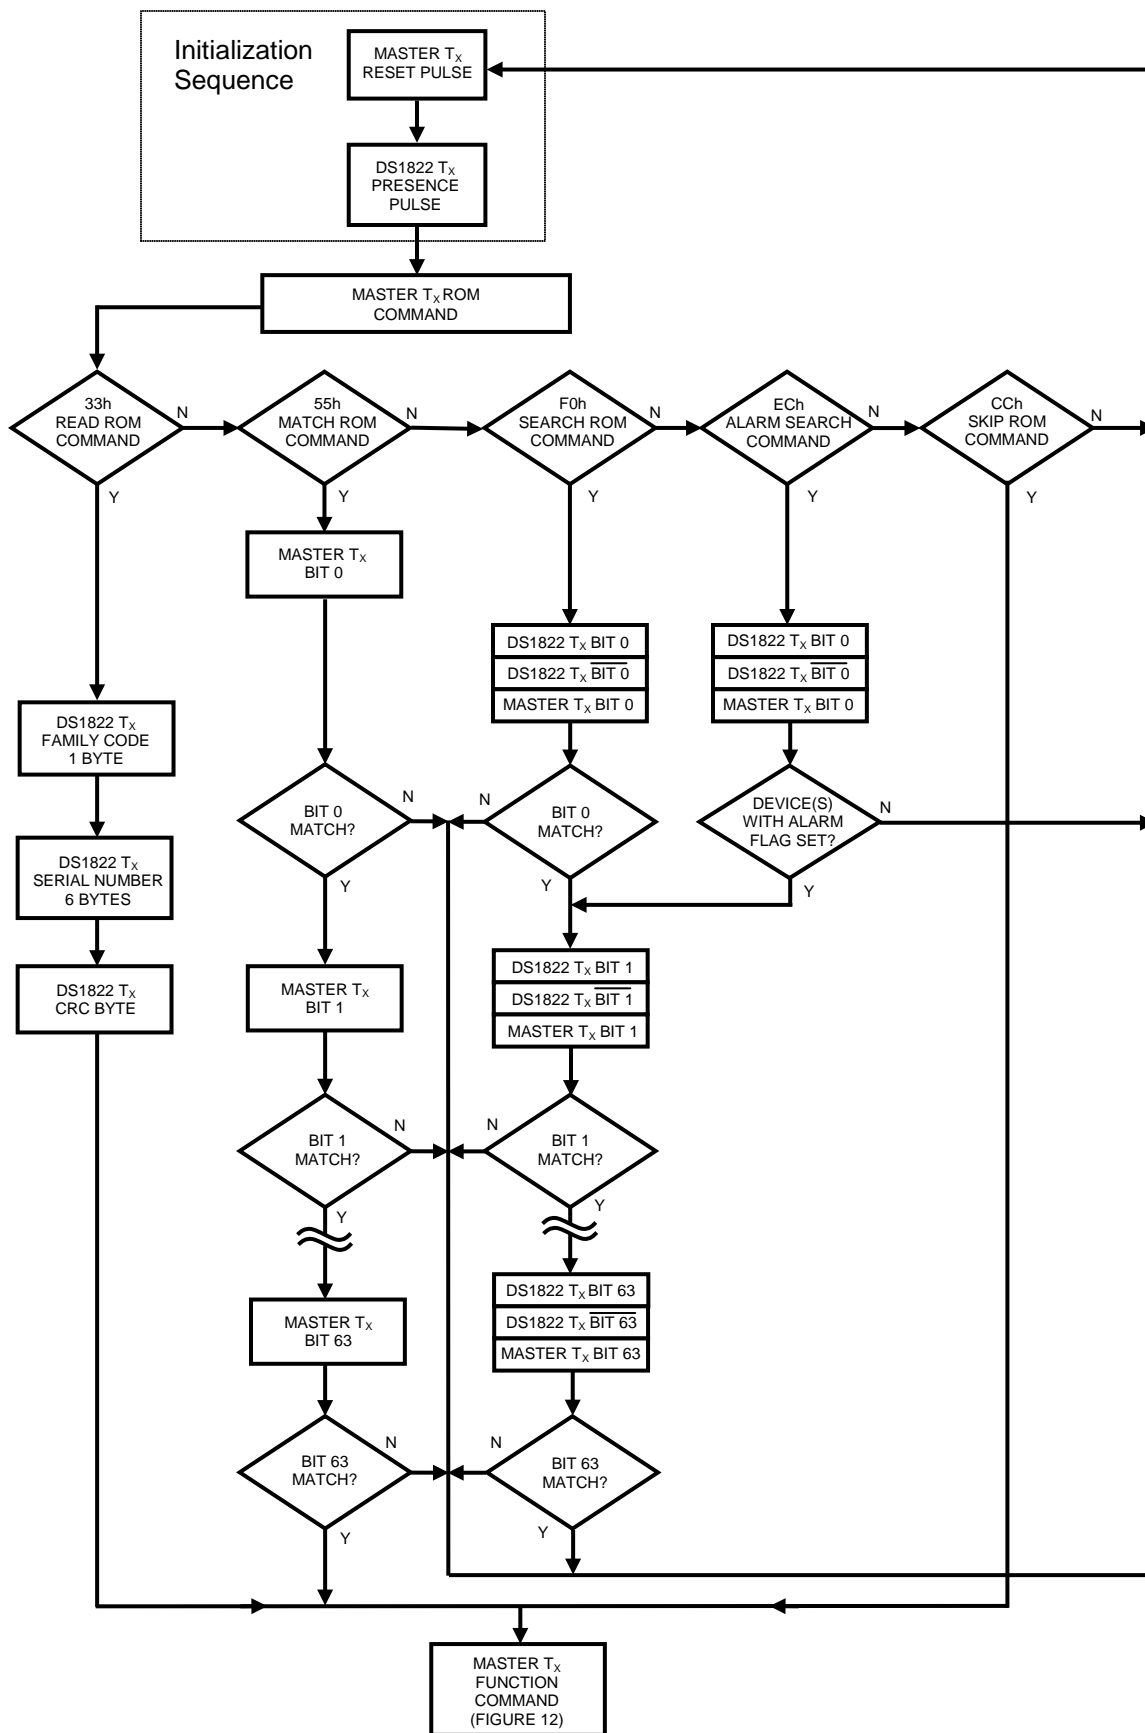 Initialization
Sequence
MASTER TX
RESET PULSE
DS1822 TX
PRESENCE
PULSE
MASTER TX ROM
COMMAND
33h
READ ROM
COMMAND
N
Y
55h
MATCH ROM
COMMAND
N
Y
F0h
SEARCH ROM
COMMAND
N
Y
ECh
ALARM SEARCH
COMMAND
N
Y
CCh
SKIP ROM
COMMAND
N
Y
MASTER TX
BIT 0
DS1822 TX BIT 0
DS1822 TX BIT 0
MASTER TX BIT 0
DS1822 TX BIT 0
DS1822 TX BIT 0
MASTER TX BIT 0
DS1822 TX
FAMILY CODE
1 BYTE
BIT 0
MATCH?
N
Y
BIT 0
MATCH?
N
Y
DEVICE(S)
WITH ALARM
FLAG SET?
N
Y
DS1822 TX
SERIAL NUMBER
6 BYTES
DS1822 TX
CRC BYTE
MASTER TX
BIT 1
DS1822 TX BIT 1
DS1822 TX BIT 1
MASTER TX BIT 1
BIT 1
MATCH?
N
Y
BIT 1
MATCH?
N
Y
MASTER TX
BIT 63
DS1822 TX BIT 63
DS1822 TX BIT 63
MASTER TX BIT 63
BIT 63
MATCH?
N
Y
BIT 63
MATCH?
N
Y
MASTER TX
FUNCTION
COMMAND
(FIGURE 12)